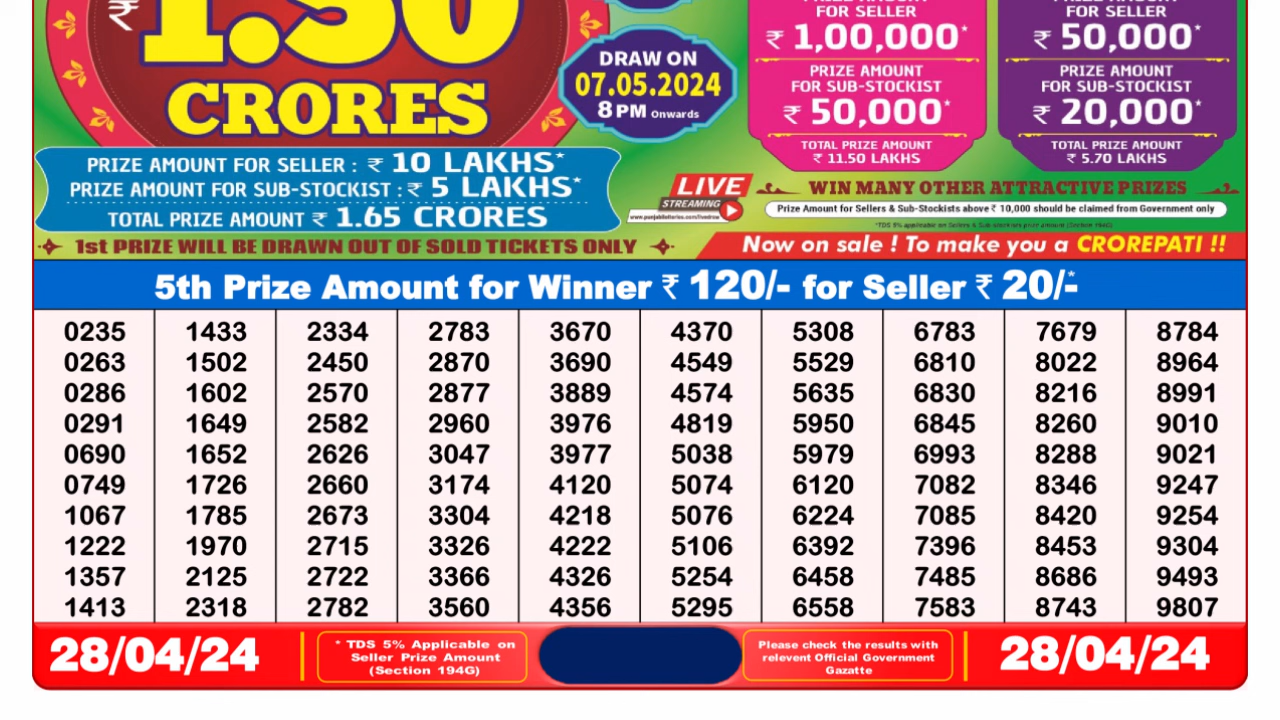 ₹ 1.50
CRORES
PRIZE AMOUNT FOR SELLER : ₹ 10 LAKHS*
PRIZE AMOUNT FOR SUB-STOCKIST : ₹ 5 LAKHS*
TOTAL PRIZE AMOUNT ₹ 1.65 CRORES
DRAW ON
07.05.2024
8 PM Onwards
FOR SELLER
₹ 1,00,000*
PRIZE AMOUNT
FOR SUB-STOCKIST
₹ 50,000*
TOTAL PRIZE AMOUNT
₹ 11.50 LAKHS
FOR SELLER
₹ 50,000*
PRIZE AMOUNT
FOR SUB-STOCKIST
₹ 20,000*
TOTAL PRIZE AMOUNT
₹ 5.70 LAKHS
LIVE
STREAMING
WIN MANY OTHER ATTRACTIVE PRIZES
Prize Amount for Sellers & Sub-Stockists above ₹ 10,000 should be claimed from Government only
1st PRIZE WILL BE DRAWN OUT OF SOLD TICKETS ONLY
Now on sale ! To make you a CROREPATI !!
5th Prize Amount for Winner ₹ 120/- for Seller ₹ 20/-*
0235 1433 2334 2783 3670 4370 5308 6783 7679 8784
0263 1502 2450 2870 3690 4549 5529 6810 8022 8964
0286 1602 2570 2877 3889 4574 5635 6830 8216 8991
0291 1649 2582 2960 3976 4819 5950 6845 8260 9010
0690 1652 2626 3047 3977 5038 5979 6993 8288 9021
0749 1726 2660 3174 4120 5074 6120 7082 8346 9247
1067 1785 2673 3304 4218 5076 6224 7085 8420 9254
1222 1970 2715 3326 4222 5106 6392 7396 8453 9304
1357 2125 2722 3366 4326 5254 6458 7485 8686 9493
1413 2318 2782 3560 4356 5295 6558 7583 8743 9807
28/04/24
* TDS 5% Applicable on
Seller Prize Amount
(Section 194G)
Please check the results with
relevent Official Government
Gazatte
28/04/24